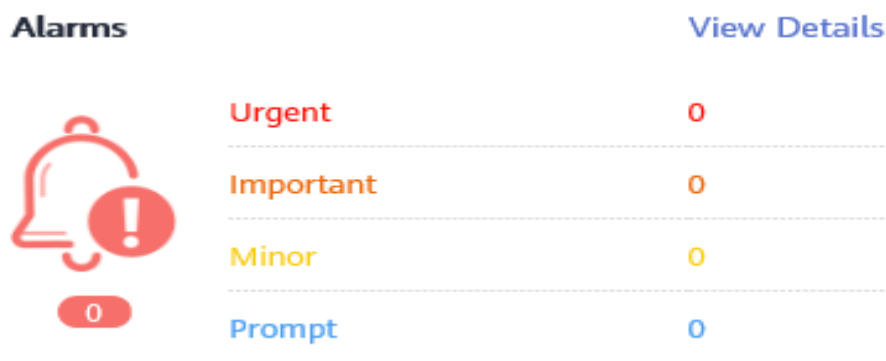 Alarms View Details
Urgent 0
Important 0
Minor 0
0
Prompt 0